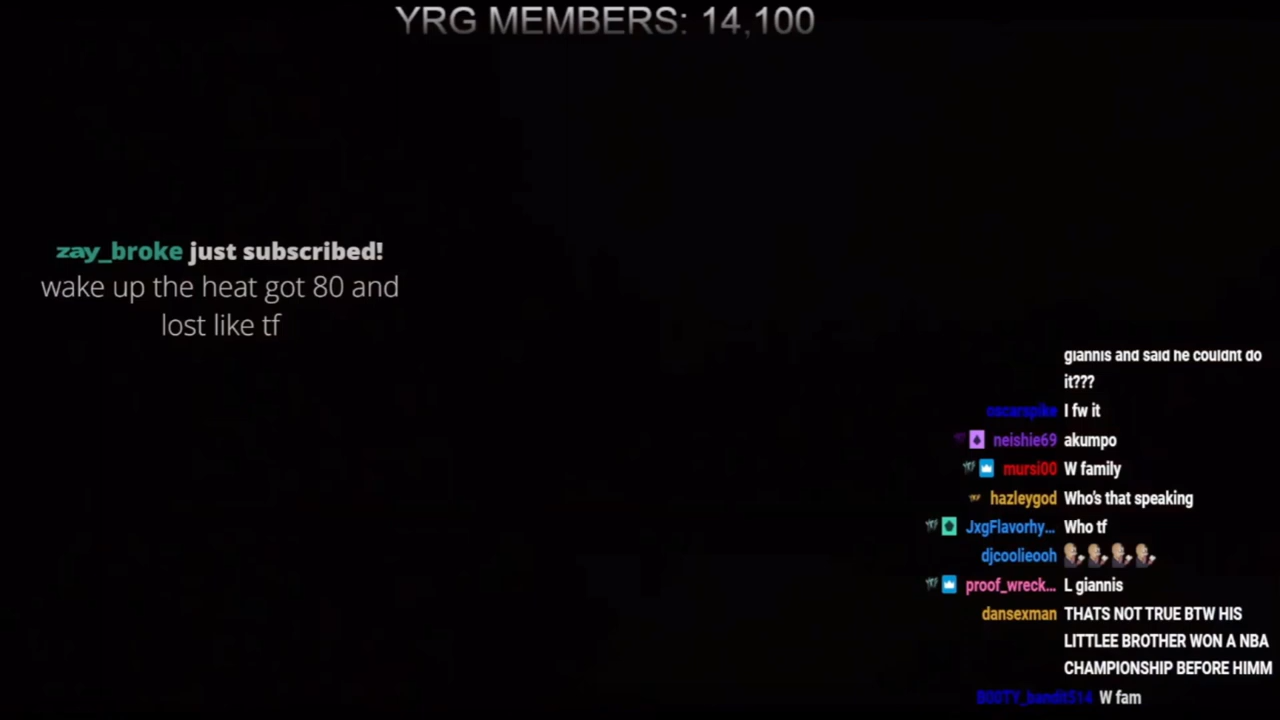 YRG MEMBERS: 14,100
zay_broke just subscribed!
wake up the heat got 80 and
lost like tf
giannis and said he couldnt do
it???
oscarspike I fw it
neishie69 akumpo
mursi00 W family
hazleygod Who's that speaking
JxgFlavorhy... Who tf
djcoolieooh
proof_wreck... L giannis
dansexman THATS NOT TRUE BTW HIS
LITTLEE BROTHER WON A NBA
CHAMPIONSHIP BEFORE HIMM
BOOTY_bandit514 W fam